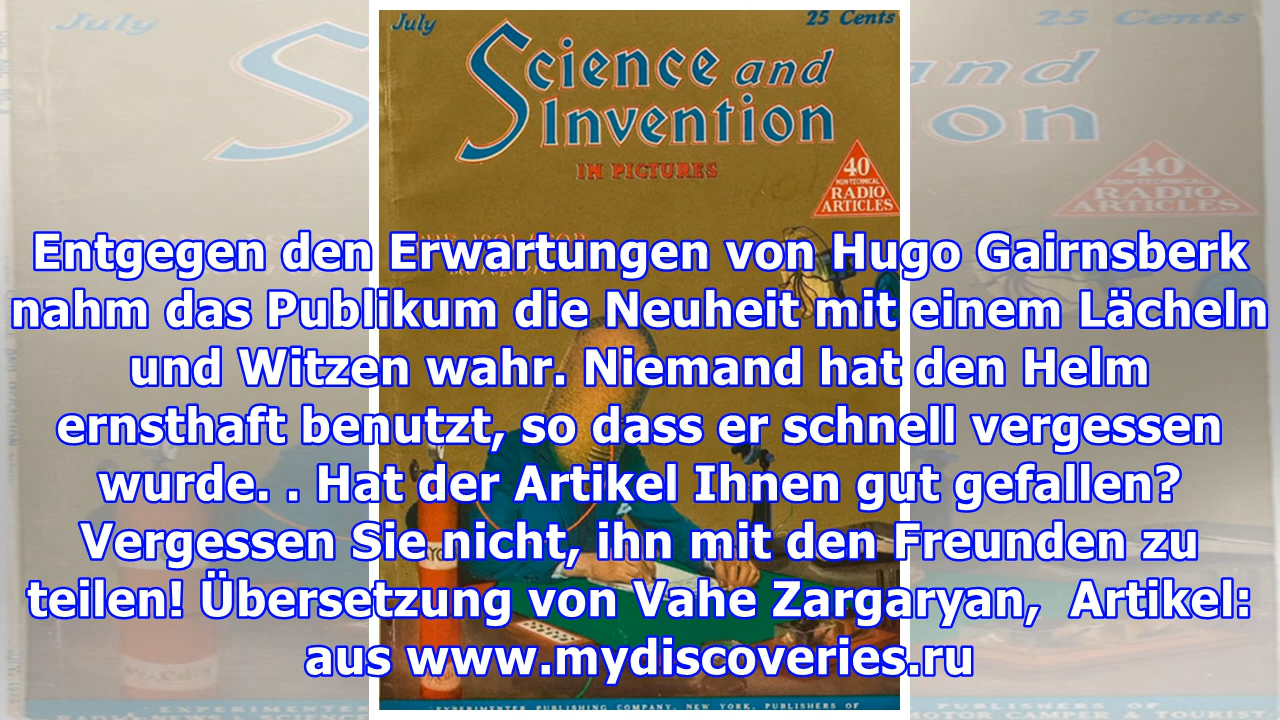 July
25 Cents
Science and
Invention
IN PICTURES
40
NON-TECHNICAL
RADIO
ARTICLES
Entgegen den Erwartungen von Hugo Gairnsberk
nahm das Publikum die Neuheit mit einem Lächeln
und Witzen wahr. Niemand hat den Helm
ernsthaft benutzt, so dass er schnell vergessen
wurde. . Hat der Artikel Ihnen gut gefallen?
Vergessen Sie nicht, ihn mit den Freunden zu
teilen! Übersetzung von Vahe Zargaryan,  Artikel:
aus www.mydiscoveries.ru
EXPERIMENTER PUBLISHING COMPANY, NEW YORK, PUBLISHERS OF